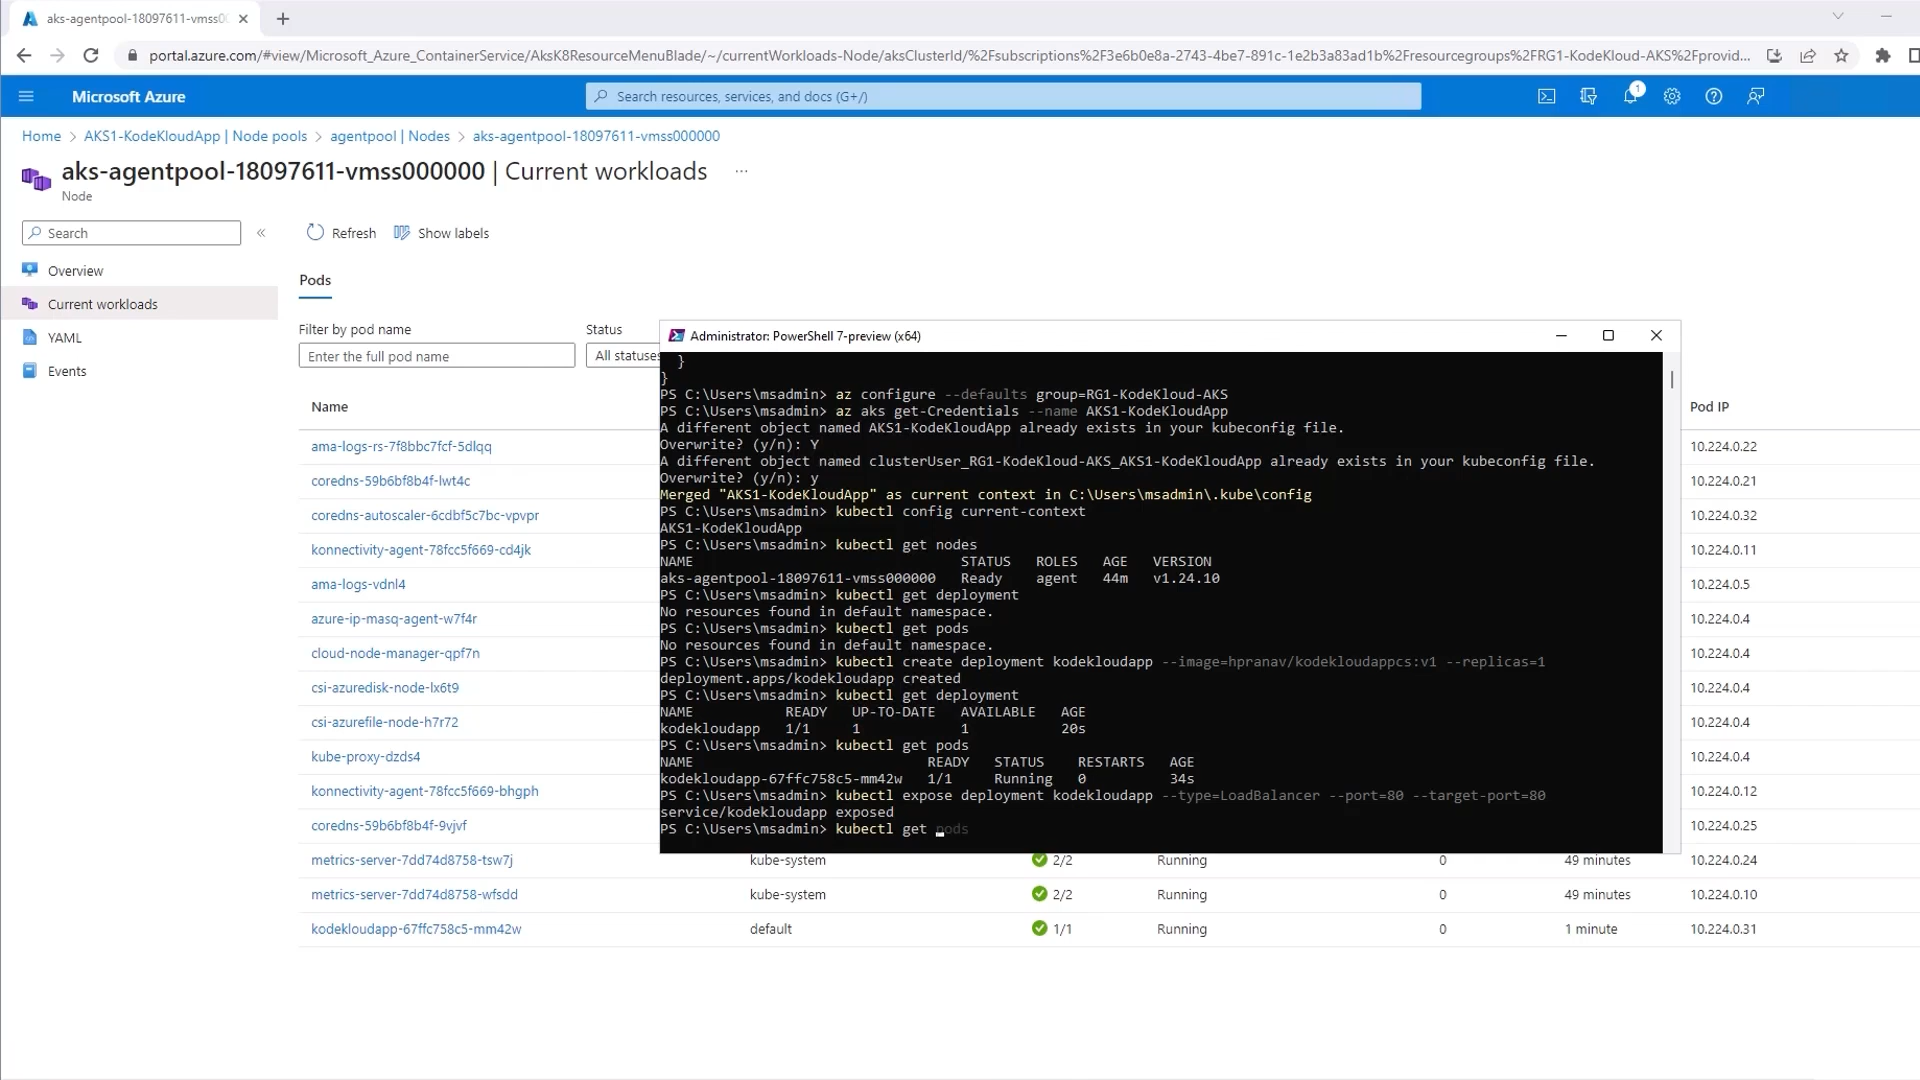 aks-agentpool-18097611-vmss00
portal.azure.com/#view/Microsoft_Azure_ContainerService/AksK8ResourceMenuBlade/~/currentWorkloads-Node/aksClusterId/%2Fsubscriptions%2F3e6b0e8a-2743-4be7-891c-1e2b3a83ad1b%2Fresourcegroups%2FRG1-KodeKloud-AKS%2Fprovid...
Microsoft Azure
Search resources, services, and docs (G+/)
1
Home > AKS1-KodeKloudApp | Node pools > agentpool | Nodes > aks-agentpool-18097611-vmss000000
aks-agentpool-18097611-vmss000000 | Current workloads ...
Node
Search
«
Refresh
Show labels
Overview
Current workloads
YAML
Events
Pods
Filter by pod name
Status
Enter the full pod name
All statuses
Name
Pod IP
ama-logs-rs-7f8bbc7fcf-5dlqq 10.224.0.22
coredns-59b6bf8b4f-lwt4c 10.224.0.21
coredns-autoscaler-6cdbf5c7bc-vpvpr 10.224.0.32
konnectivity-agent-78fcc5f669-cd4jk 10.224.0.11
ama-logs-vdnl4 10.224.0.5
azure-ip-masq-agent-w7f4r 10.224.0.4
cloud-node-manager-qpf7n 10.224.0.4
csi-azuredisk-node-lx6t9 10.224.0.4
csi-azurefile-node-h7r72 10.224.0.4
kube-proxy-dzds4 10.224.0.4
konnectivity-agent-78fcc5f669-bhgph 10.224.0.12
coredns-59b6bf8b4f-9vjvf 10.224.0.25
metrics-server-7dd74d8758-tsw7j kube-system 2/2 Running 0 49 minutes 10.224.0.24
metrics-server-7dd74d8758-wfsdd kube-system 2/2 Running 0 49 minutes 10.224.0.10
kodekloudapp-67ffc758c5-mm42w default 1/1 Running 0 1 minute 10.224.0.31
Administrator: PowerShell 7-preview (x64)
}
}
PS C:\Users\msadmin> az configure --defaults group=RG1-KodeKloud-AKS
PS C:\Users\msadmin> az aks get-Credentials --name AKS1-KodeKloudApp
A different object named AKS1-KodeKloudApp already exists in your kubeconfig file.
Overwrite? (y/n): Y
A different object named clusterUser_RG1-KodeKloud-AKS_AKS1-KodeKloudApp already exists in your kubeconfig file.
Overwrite? (y/n): y
Merged "AKS1-KodeKloudApp" as current context in C:\Users\msadmin\.kube\config
PS C:\Users\msadmin> kubectl config current-context
AKS1-KodeKloudApp
PS C:\Users\msadmin> kubectl get nodes
NAME STATUS ROLES AGE VERSION
aks-agentpool-18097611-vmss000000 Ready agent 44m v1.24.10
PS C:\Users\msadmin> kubectl get deployment
No resources found in default namespace.
PS C:\Users\msadmin> kubectl get pods
No resources found in default namespace.
PS C:\Users\msadmin> kubectl create deployment kodekloudapp --image=hpranav/kodekloudappcs:v1 --replicas=1
deployment.apps/kodekloudapp created
PS C:\Users\msadmin> kubectl get deployment
NAME READY UP-TO-DATE AVAILABLE AGE
kodekloudapp 1/1 1 1 20s
PS C:\Users\msadmin> kubectl get pods
NAME READY STATUS RESTARTS AGE
kodekloudapp-67ffc758c5-mm42w 1/1 Running 0 34s
PS C:\Users\msadmin> kubectl expose deployment kodekloudapp --type=LoadBalancer --port=80 --target-port=80
service/kodekloudapp exposed
PS C:\Users\msadmin> kubectl get pods